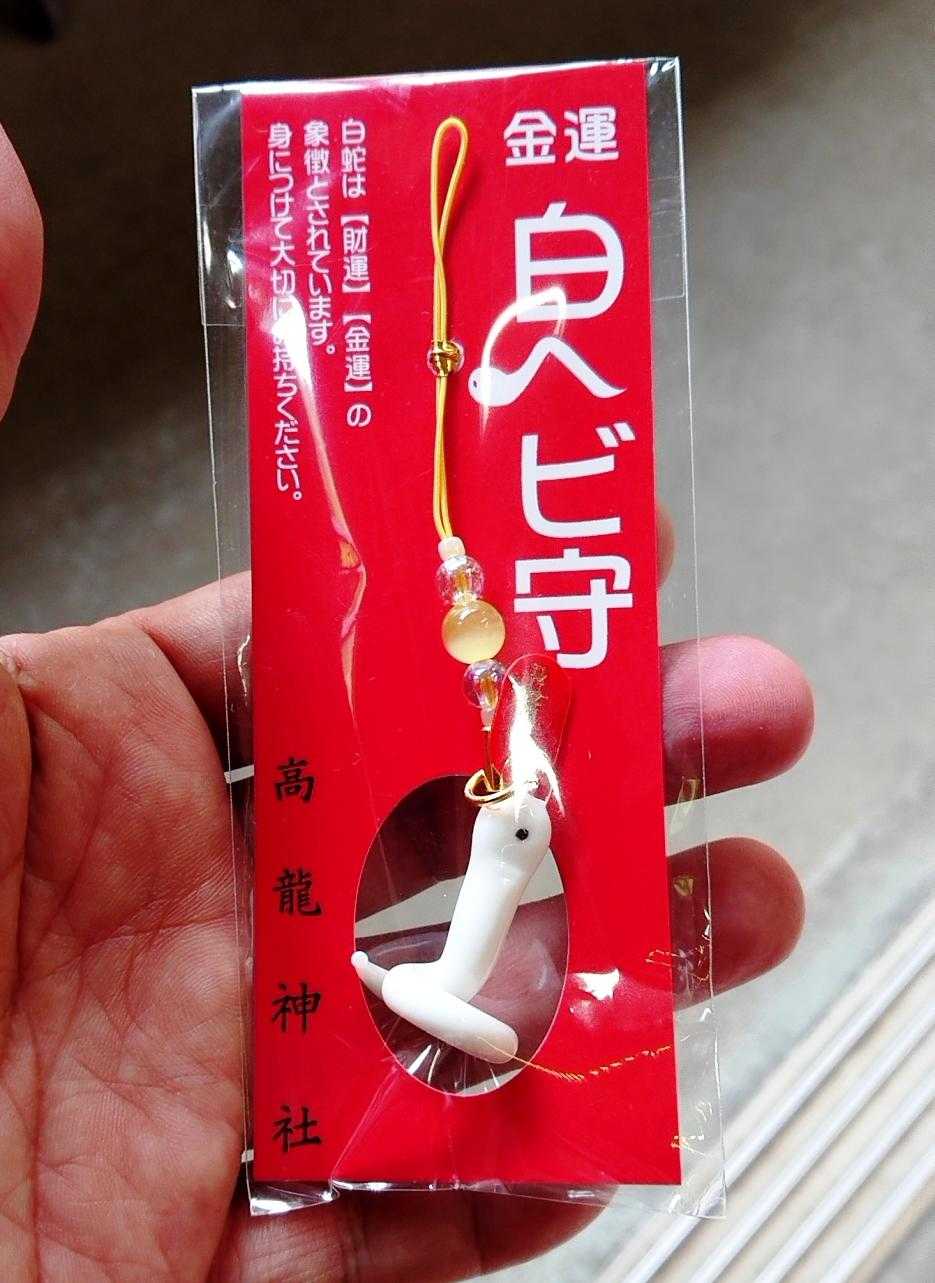 金運
白ヘビ守
白蛇は【財運】【金運】の
象徴とされています。
身につけて大切にお持ちください。
高龍神社